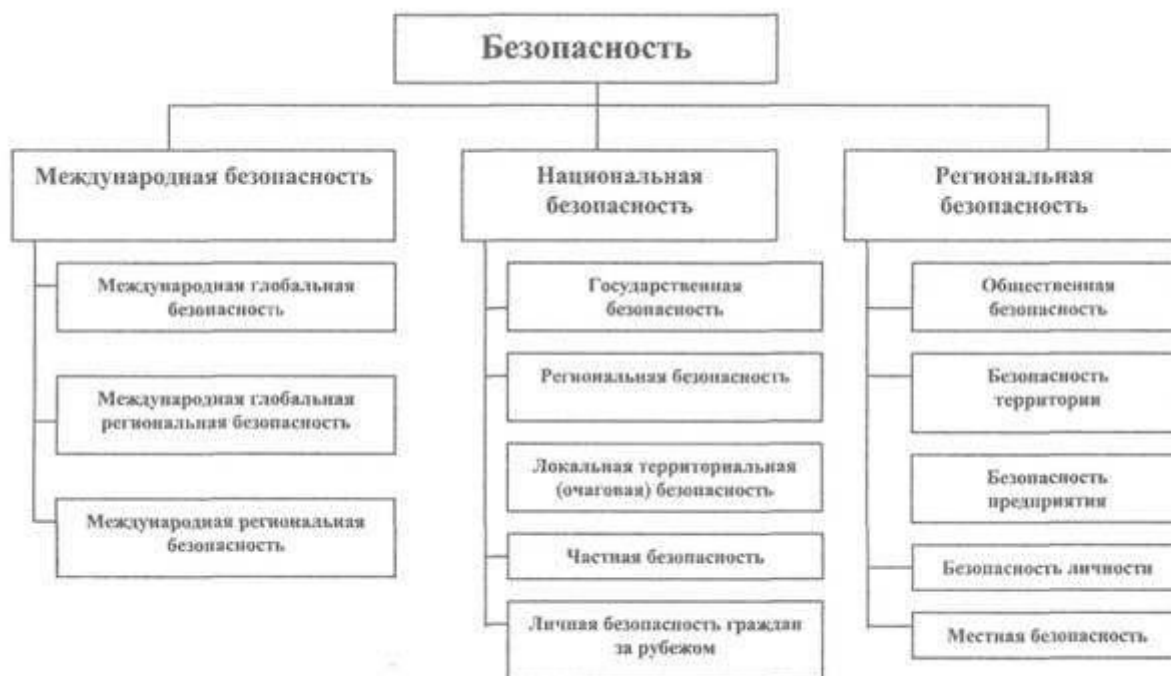 Безопасность
Международная безопасность
Международная глобальная
безопасность
Международная глобальная
региональная безопасность
Международная региональная
безопасность
Национальная
безопасность
Государственная
безопасность
Региональная безопасность
Локальная территориальная
(очаговая) безопасность
Частная безопасность
Личная безопасность граждан
за рубежом
Региональная
безопасность
Общественная
безопасность
Безопасность
территории
Безопасность
предприятия
Безопасность личности
Местная безопасность